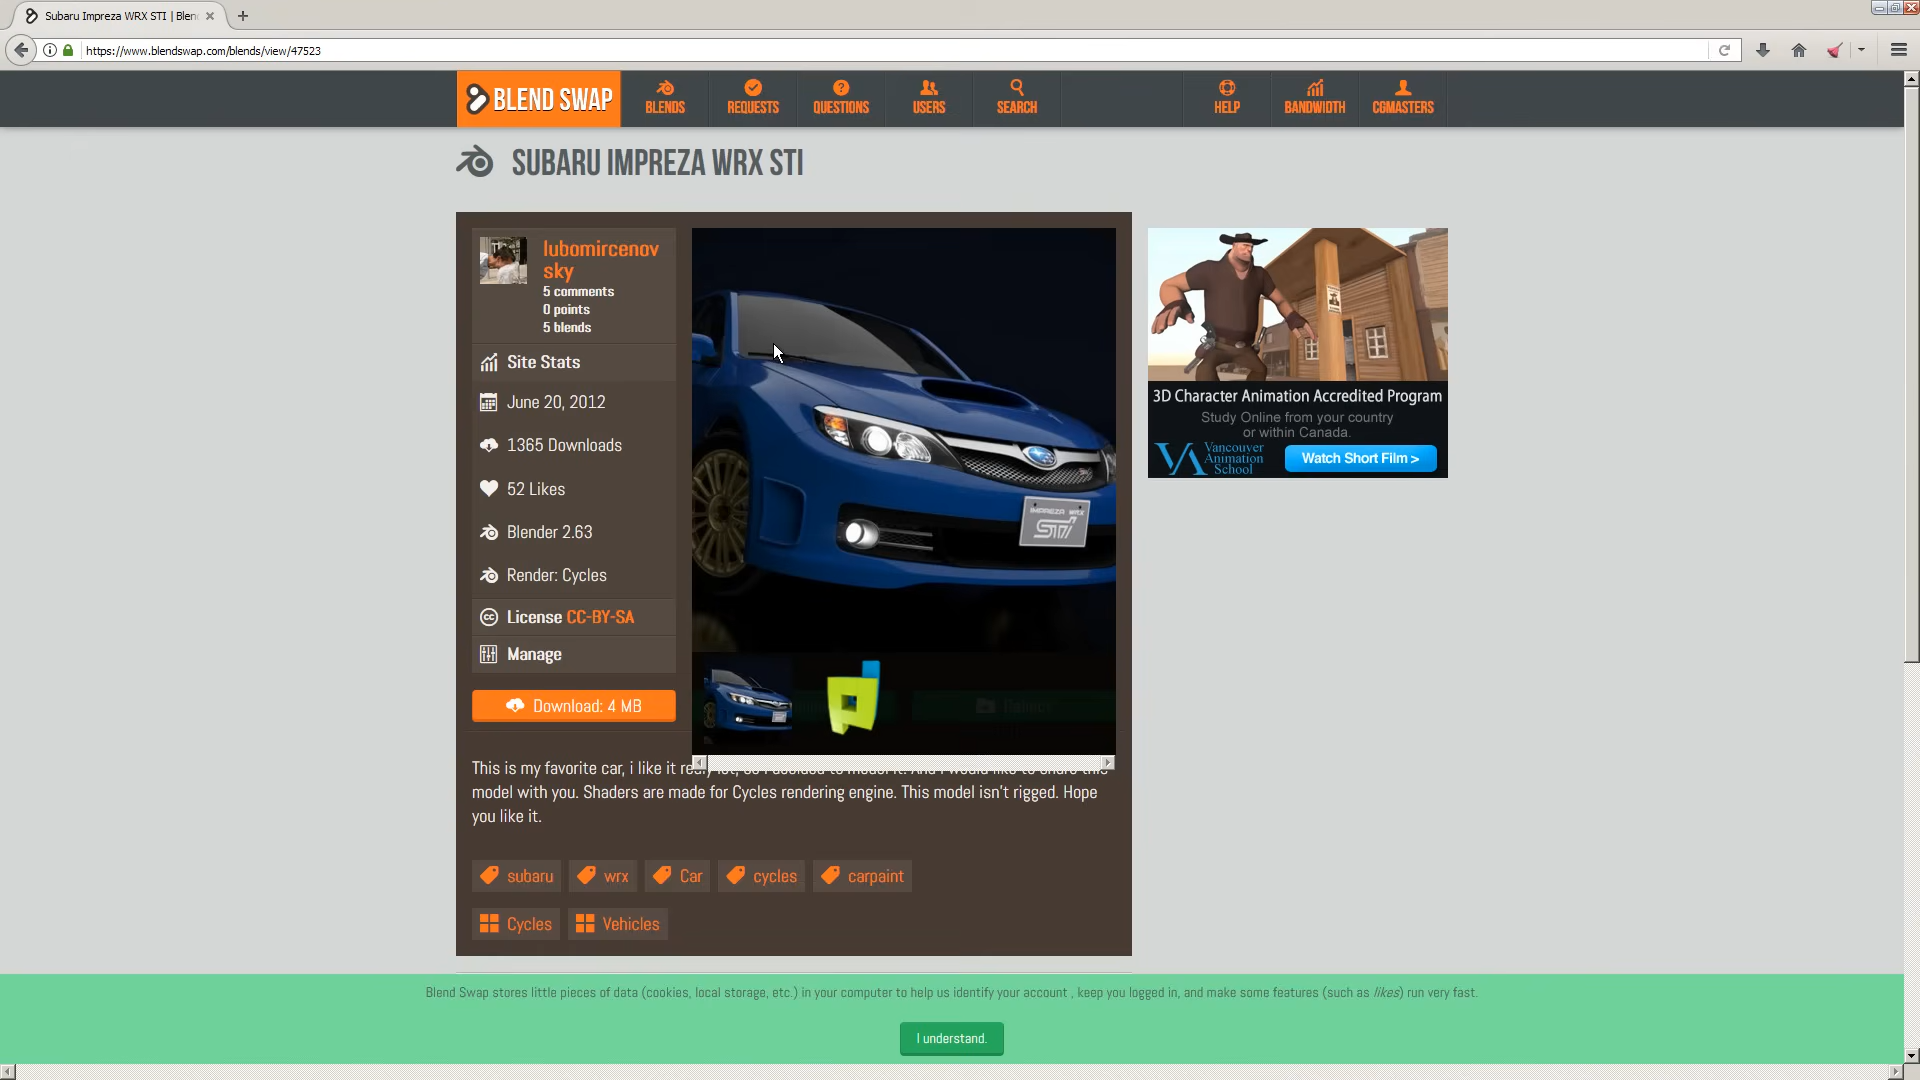 Subaru Impreza WRX STI | Blen
https://www.blendswap.com/blends/view/47523
BLEND SWAP
BLENDS
REQUESTS
QUESTIONS
USERS
SEARCH
HELP
BANDWIDTH
CGMASTERS
SUBARU IMPREZA WRX STI
lubomircenov
sky
5 comments
0 points
5 blends
Site Stats
June 20, 2012
1365 Downloads
52 Likes
Blender 2.63
Render: Cycles
License CC-BY-SA
Manage
Download: 4 MB
IMPREZA WRX
STI
3D Character Animation Accredited Program
Study Online from your country
or within Canada.
VA Vancouver
Animation
School
Watch Short Film >
This is my favorite car, i like it
model with you. Shaders are made for Cycles rendering engine. This model isn't rigged. Hope
you like it.
subaru
wrx
Car
cycles
carpaint
Cycles
Vehicles
Blend Swap stores little pieces of data (cookies, local storage, etc.) in your computer to help us identify your account , keep you logged in, and make some features (such as likes) run very fast.
I understand.